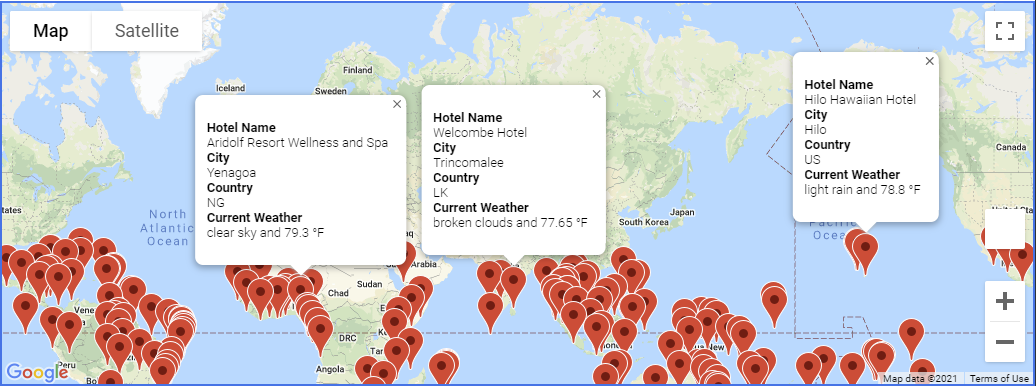 Map
Satellite
Iceland
Finland
Sweden
Canada
Hotel Name
Aridolf Resort Wellness and Spa
City
Yenagoa
Country
NG
Current Weather
clear sky and 79.3 °F
Hotel Name
Welcombe Hotel
City
Trincomalee
Country
LK
Current Weather
broken clouds and 77.65 °F
Hotel Name
Hilo Hawaiian Hotel
City
Hilo
Country
US
Current Weather
light rain and 78.8 °F
North
Atlantic
Ocean
Japan
South Korea
Chad
Sudan
DRC
Angola
Google
Map data ©2021
Terms of Use